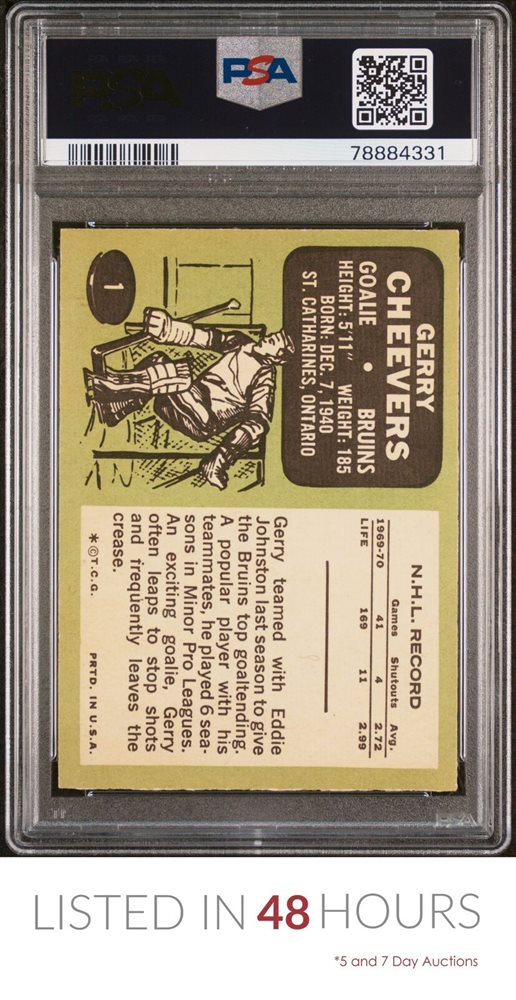 PSA
PSA
78884331
1
GERRY
CHEEVERS
GOALIE • BRUINS
HEIGHT: 5'11" WEIGHT: 185
BORN: DEC. 7, 1940
ST. CATHARINES, ONTARIO
N.H.L. RECORD
Games Shutouts Avg.
1969-70 41 4 2.72
LIFE 169 11 2.99
Gerry teamed with Eddie
Johnston last season to give
the Bruins top goaltending.
A popular player with his
teammates, he played 6 sea-
sons in Minor Pro Leagues.
An exciting goalie, Gerry
often leaps to stop shots
and frequently leaves the
crease.
* © T.C.G. PRTD. IN U.S.A.
PSA
LISTED IN 48 HOURS
*5 and 7 Day Auctions